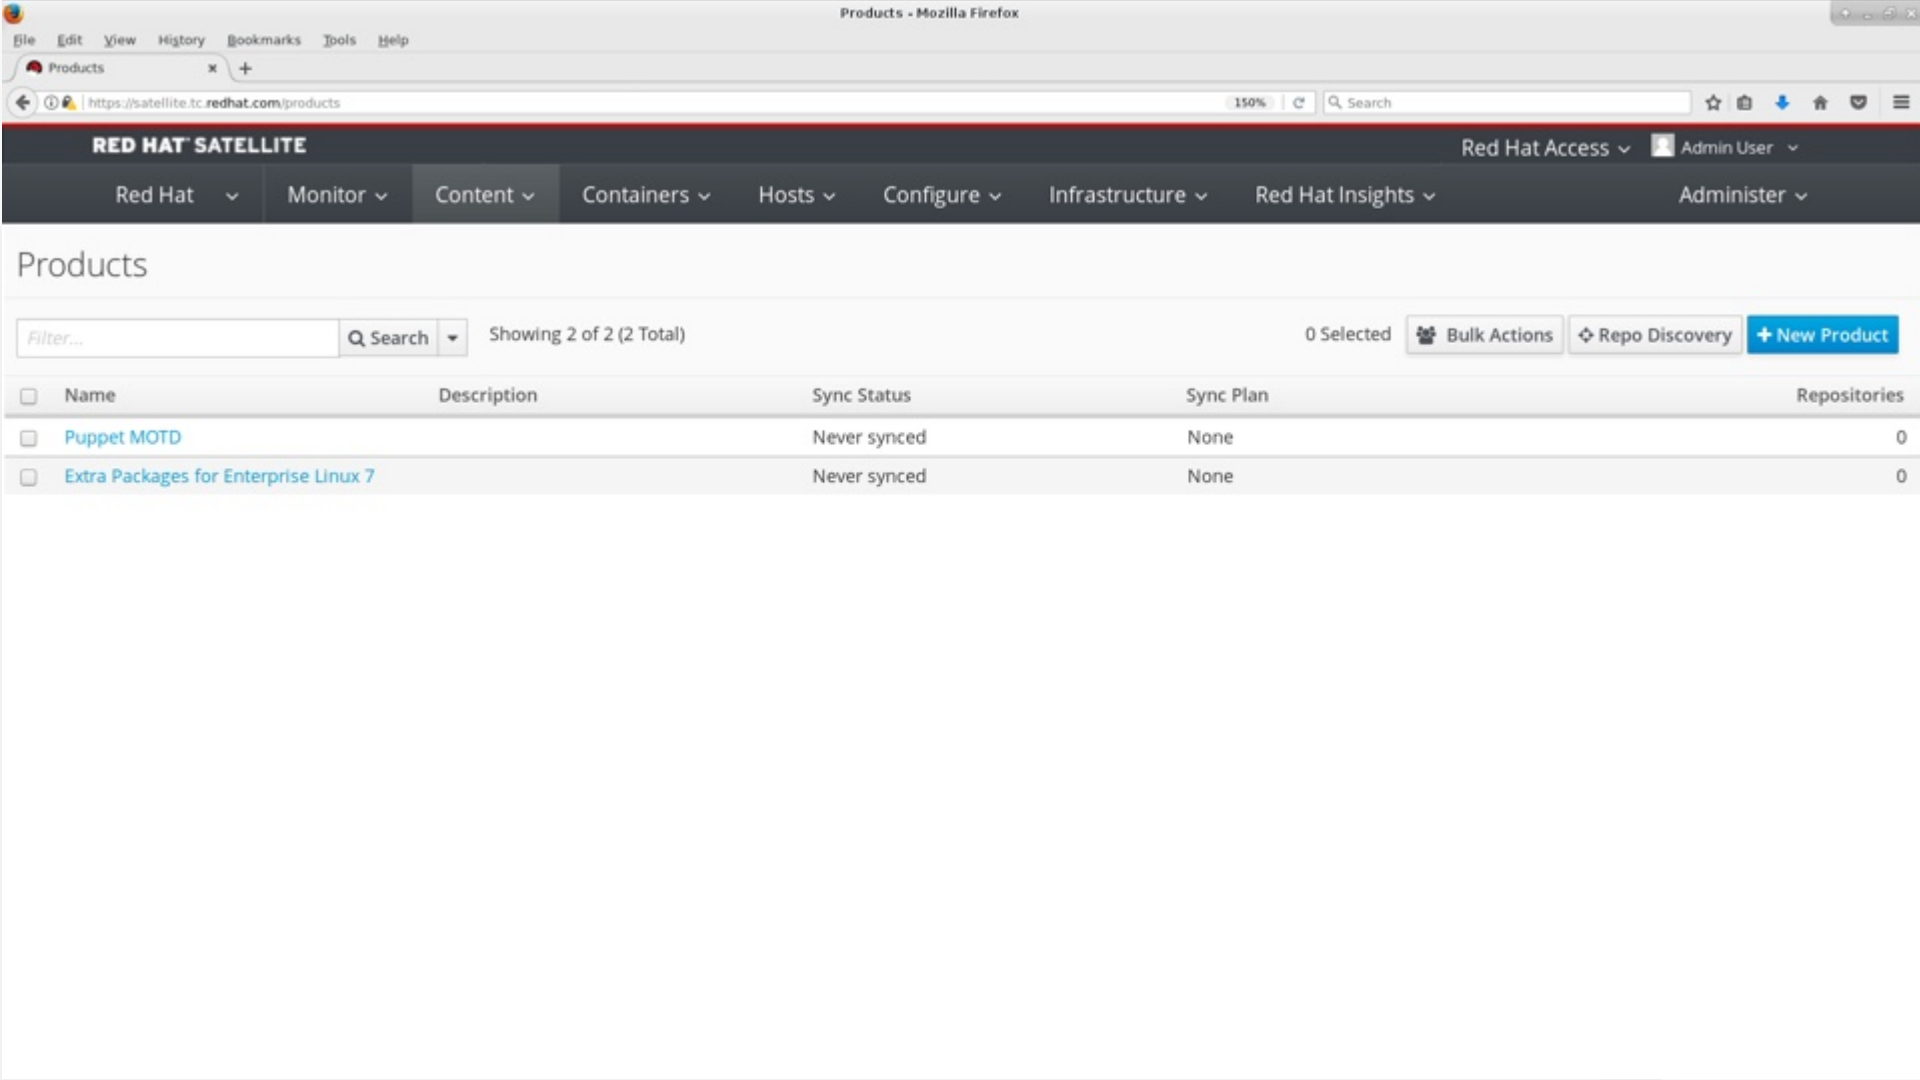 Products - Mozilla Firefox
File Edit View History Bookmarks Tools Help
Products
https://satellite.tc.redhat.com/products 150% Search
RED HAT SATELLITE Red Hat Access Admin User
Red Hat Monitor Content Containers Hosts Configure Infrastructure Red Hat Insights Administer
Products
Filter... Search Showing 2 of 2 (2 Total) 0 Selected Bulk Actions Repo Discovery + New Product
Name Description Sync Status Sync Plan Repositories
Puppet MOTD Never synced None 0
Extra Packages for Enterprise Linux 7 Never synced None 0